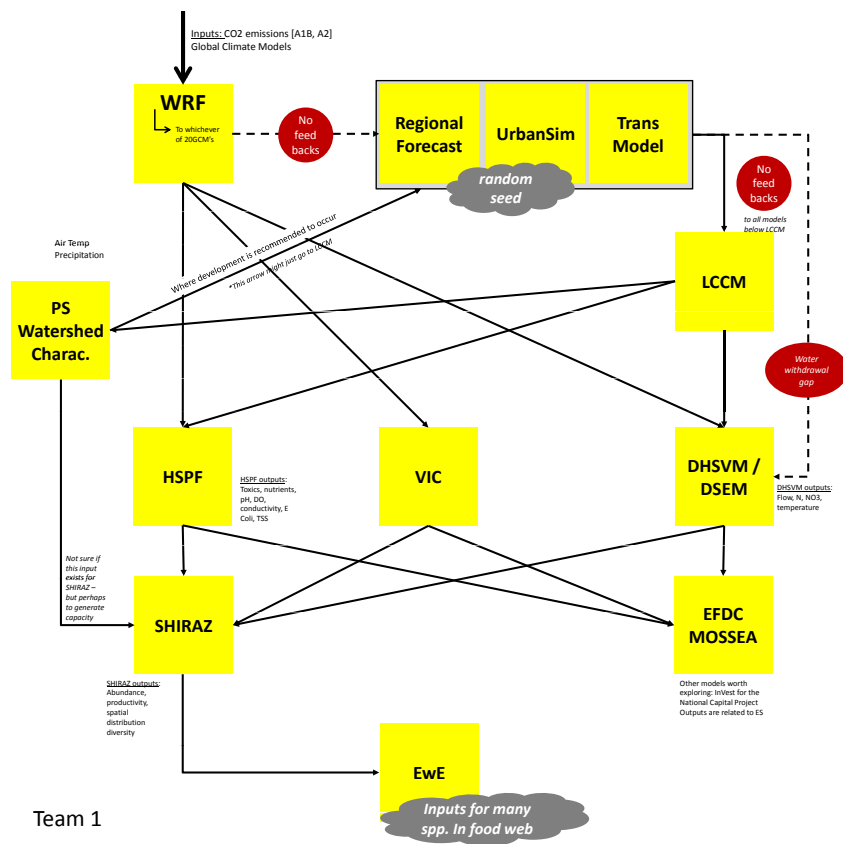 Inputs: CO2 emissions [A1B, A2]
Global Climate Models
WRF
To whichever
of 20GCM's
No
feed
backs
Regional
Forecast
UrbanSim
Trans
Model
random
seed
No
feed
backs
to all models
below LCCM
Where development is recommended to occur
*This arrow might just go to LCCM
Air Temp
Precipitation
PS
Watershed
Charac.
LCCM
Water
withdrawal
gap
HSPF
HSPF outputs:
Toxics, nutrients,
pH, DO,
conductivity, E
Coli, TSS
VIC
DHSVM /
DSEM
DHSVM outputs:
Flow, N, NO3,
temperature
Not sure if
this input
exists for
SHIRAZ –
but perhaps
to generate
capacity
SHIRAZ
EFDC
MOSSEA
SHIRAZ outputs:
Abundance,
productivity,
spatial
distribution
diversity
Other models worth
exploring: InVest for the
National Capital Project
Outputs are related to ES
EwE
Inputs for many
spp. In food web
Team 1